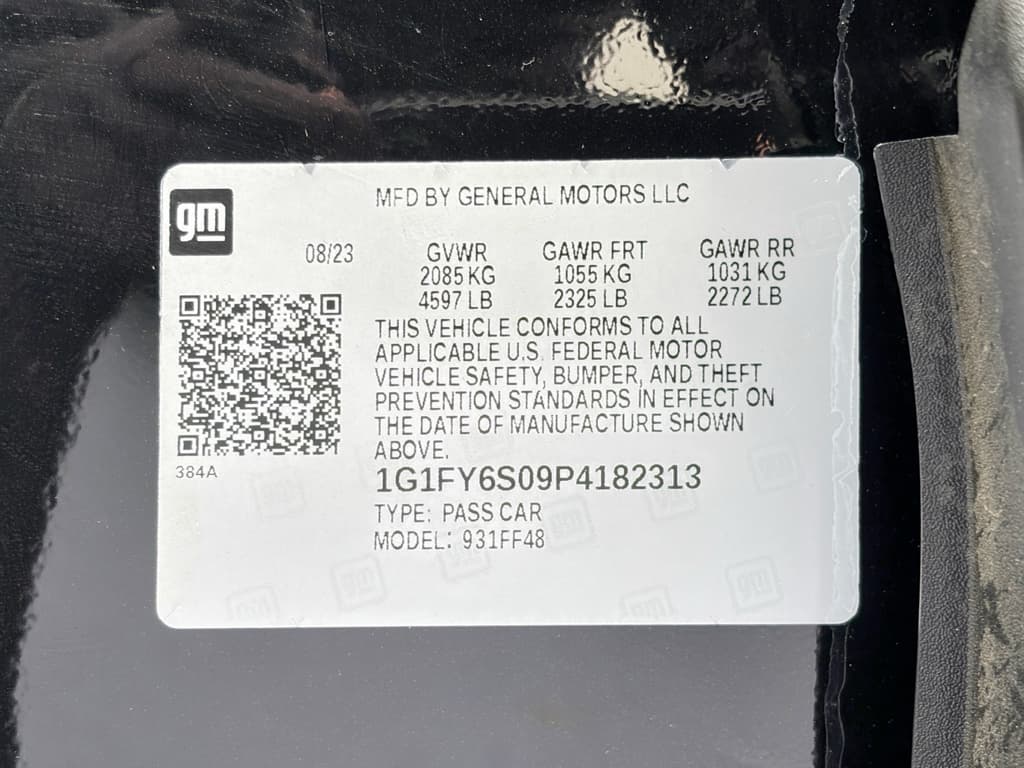 gm
MFD BY GENERAL MOTORS LLC
08/23 GVWR GAWR FRT GAWR RR
2085 KG 1055 KG 1031 KG
4597 LB 2325 LB 2272 LB
THIS VEHICLE CONFORMS TO ALL
APPLICABLE U.S. FEDERAL MOTOR
VEHICLE SAFETY, BUMPER, AND THEFT
PREVENTION STANDARDS IN EFFECT ON
THE DATE OF MANUFACTURE SHOWN
ABOVE.
384A
1G1FY6S09P4182313
TYPE: PASS CAR
MODEL: 931FF48